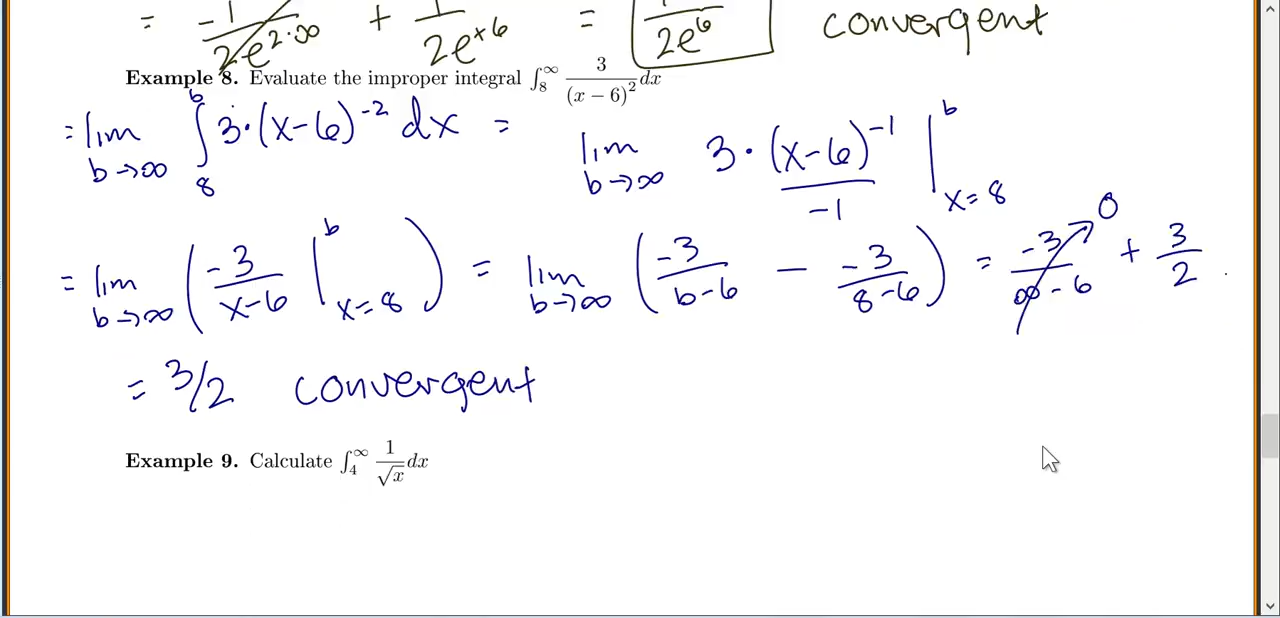 = -1/2e^{2·∞} + 1/2e^{x6} = 1/2e^6 convergent
Example 8. Evaluate the improper integral ∫_8^∞ 3/(x − 6)^2 dx
= lim_{b→∞} ∫_8^b 3·(x-6)^{-2} dx = lim_{b→∞} 3·(x-6)^{-1}/-1 |_{x=8}^b
= lim_{b→∞} (-3/x-6 |_{x=8}^b) = lim_{b→∞} (-3/b-6 − -3/8-6) = -3/∞-6 → 0 + 3/2
= 3/2 convergent
Example 9. Calculate ∫_4^∞ 1/√x dx